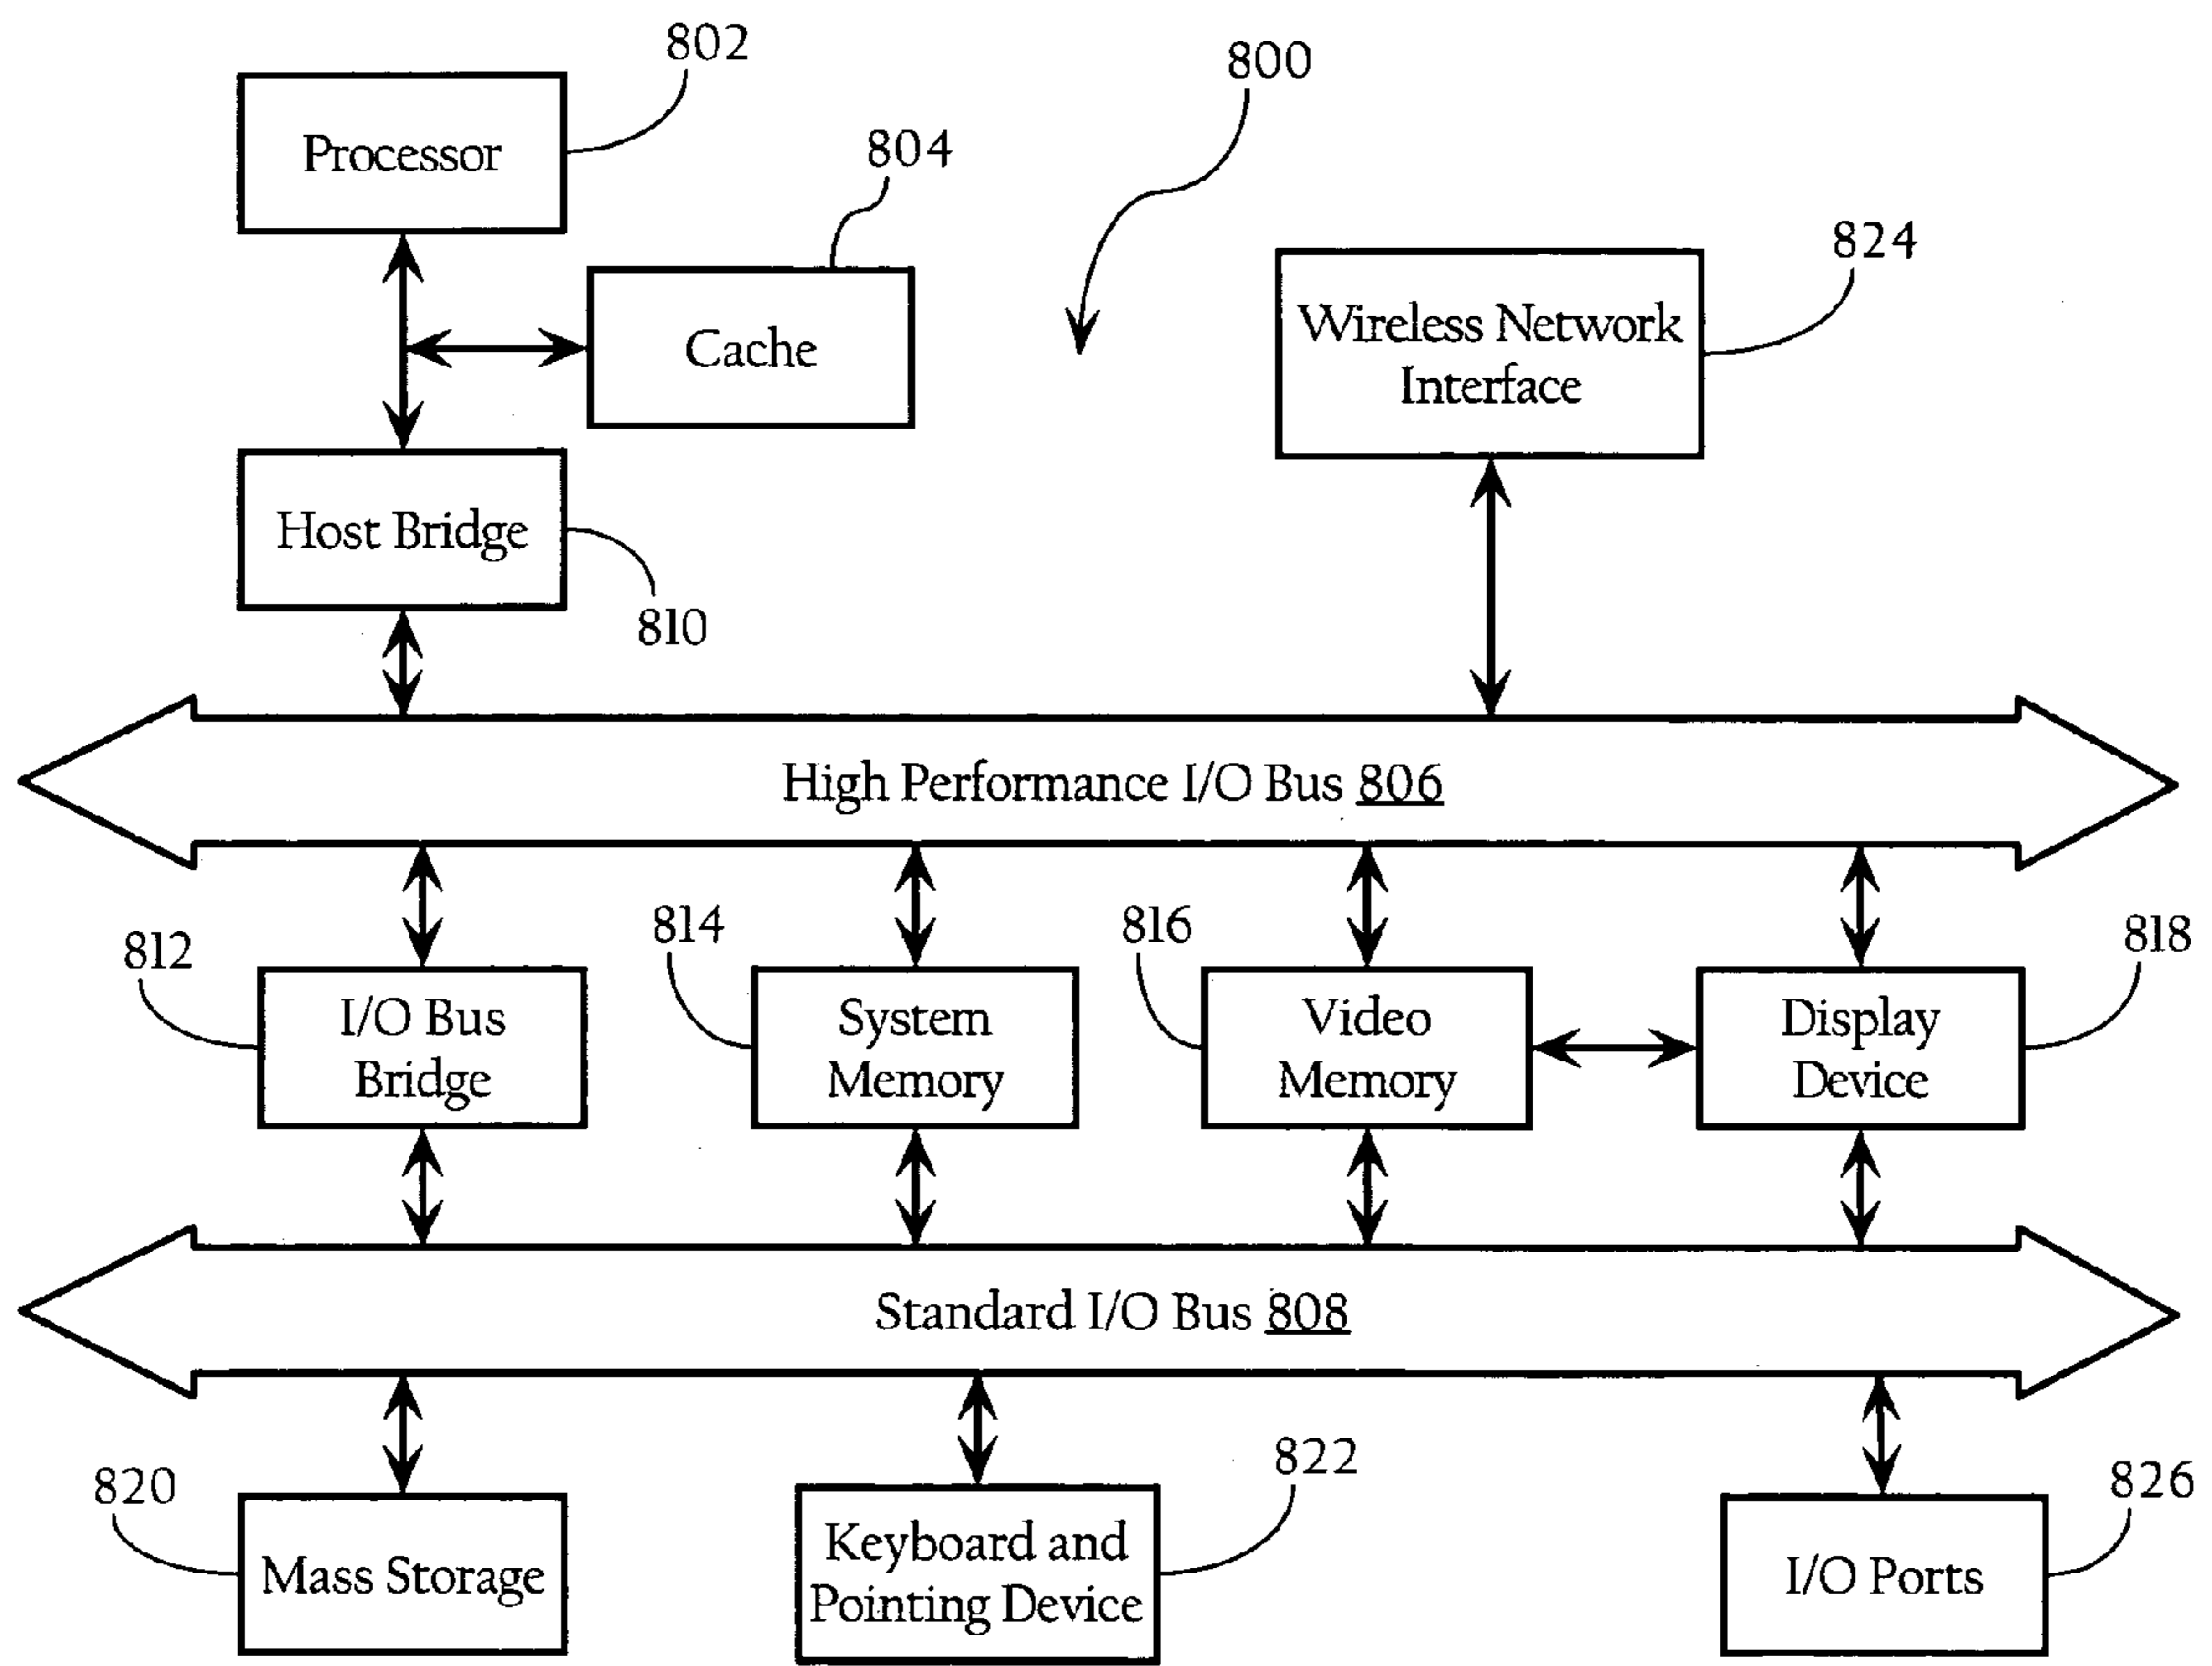 802
800
Processor
804
824
Wireless Network
Interface
Cache
Host Bridge
810
High Performance I/O Bus 806
812
814
816
818
I/O Bus
Bridge
System
Memory
Video
Memory
Display
Device
Standard I/O Bus 808
820
822
826
Mass Storage
Keyboard and
Pointing Device
I/O Ports